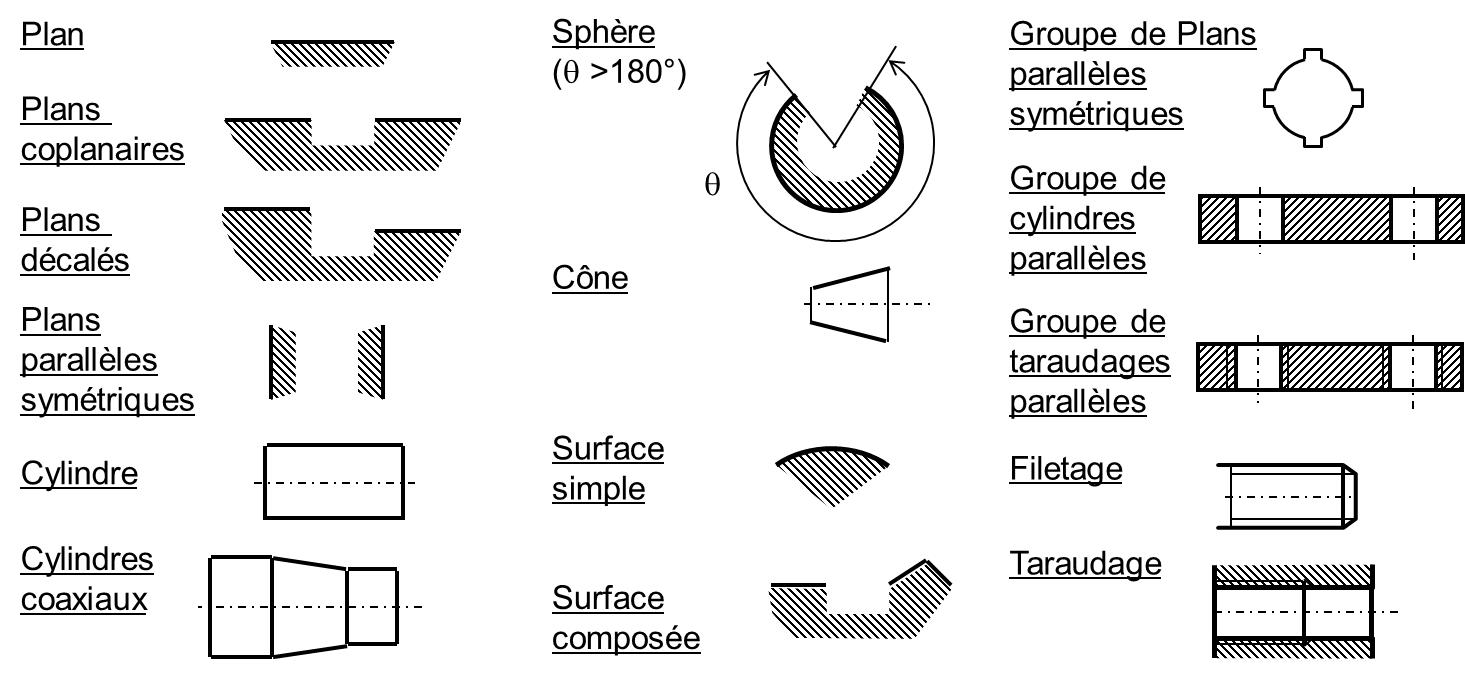 Plan
Plans
coplanaires
Plans
décalés
Plans
parallèles
symétriques
Cylindre
Cylindres
coaxiaux
Sphère
(θ >180°)
θ
Cône
Surface
simple
Surface
composée
Groupe de Plans
parallèles
symétriques
Groupe de
cylindres
parallèles
Groupe de
taraudages
parallèles
Filetage
Taraudage